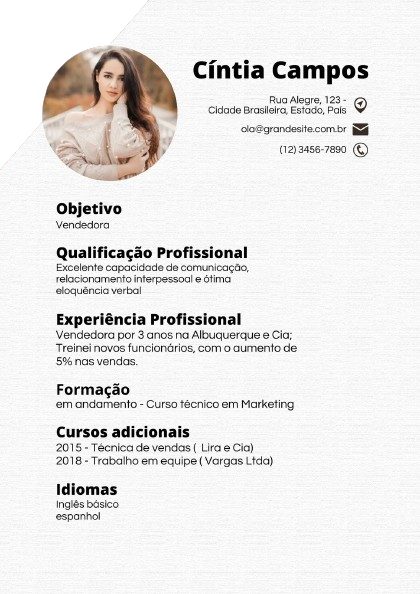 Cíntia Campos
Rua Alegre, 123 -
Cidade Brasileira, Estado, País
ola@grandesite.com.br
(12) 3456-7890
Objetivo
Vendedora
Qualificação Profissional
Excelente capacidade de comunicação,
relacionamento interpessoal e ótima
eloquência verbal
Experiência Profissional
Vendedora por 3 anos na Albuquerque e Cia;
Treinei novos funcionários, com o aumento de
5% nas vendas.
Formação
em andamento - Curso técnico em Marketing
Cursos adicionais
2015 - Técnica de vendas ( Lira e Cia)
2018 - Trabalho em equipe ( Vargas Ltda)
Idiomas
Inglês básico
espanhol